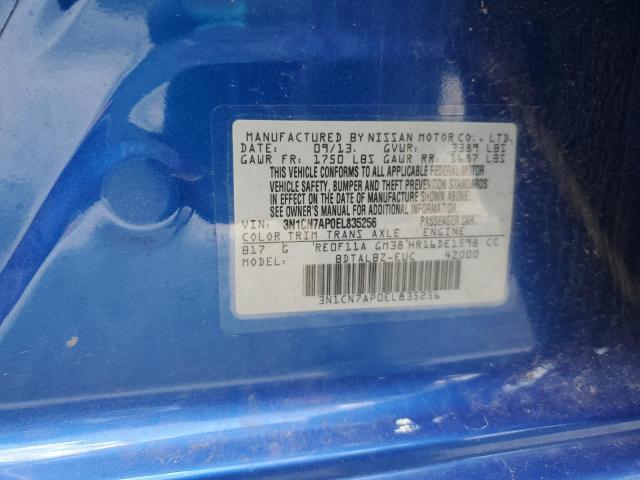 MANUFACTURED BY NISSAN MOTOR CO., LTD.
DATE: 09/13. GVWR: 3389 LBS
GAWR FR: 1750 LBS GAWR RR: 1657 LBS
THIS VEHICLE CONFORMS TO ALL APPLICABLE FEDERAL MOTOR
VEHICLE SAFETY, BUMPER AND THEFT PREVENTION STANDARDS
IN EFFECT ON THE DATE OF MANUFACTURE SHOWN ABOVE.
SEE OWNER'S MANUAL FOR ADDITIONAL INFORMATION.
VIN: 3N1CN7AP0EL835256 PASSENGER CAR
COLOR TRIM TRANS AXLE ENGINE
B17 G RE0F11A GM38 HR16DE1598 CC
MODEL: BDTALBZ-EUC 42000
3N1CN7AP0EL835256